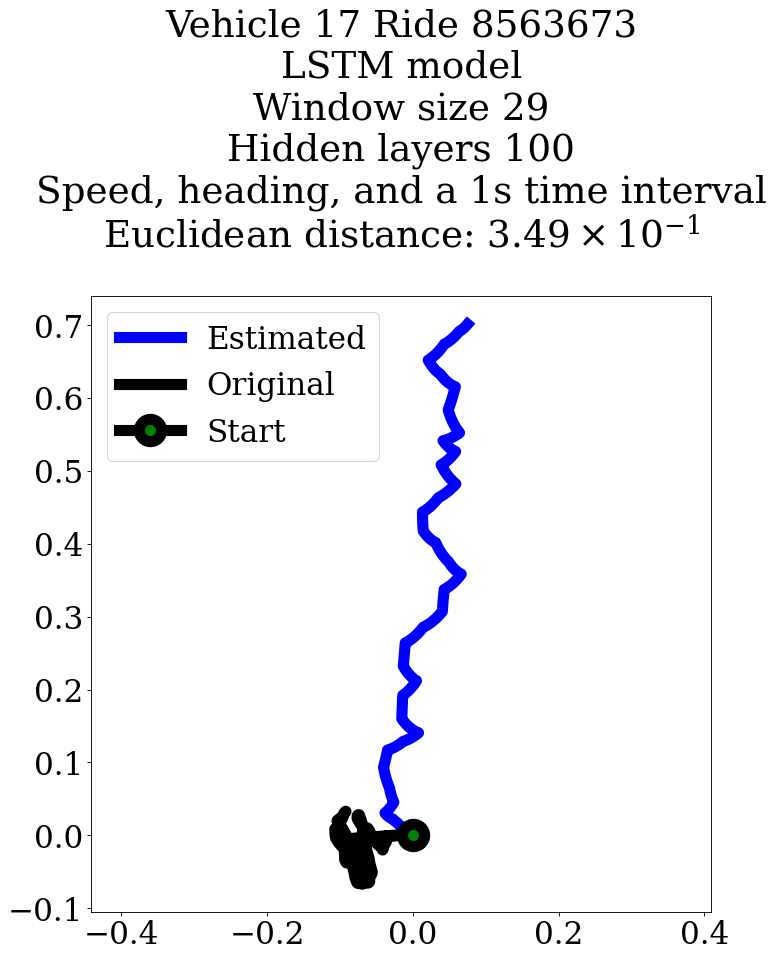 Vehicle 17 Ride 8563673
LSTM model
Window size 29
Hidden layers 100
Speed, heading, and a 1s time interval
Euclidean distance: 3.49 × 10⁻¹
Estimated
Original
Start
0.7
0.6
0.5
0.4
0.3
0.2
0.1
0.0
−0.1
−0.4
−0.2
0.0
0.2
0.4